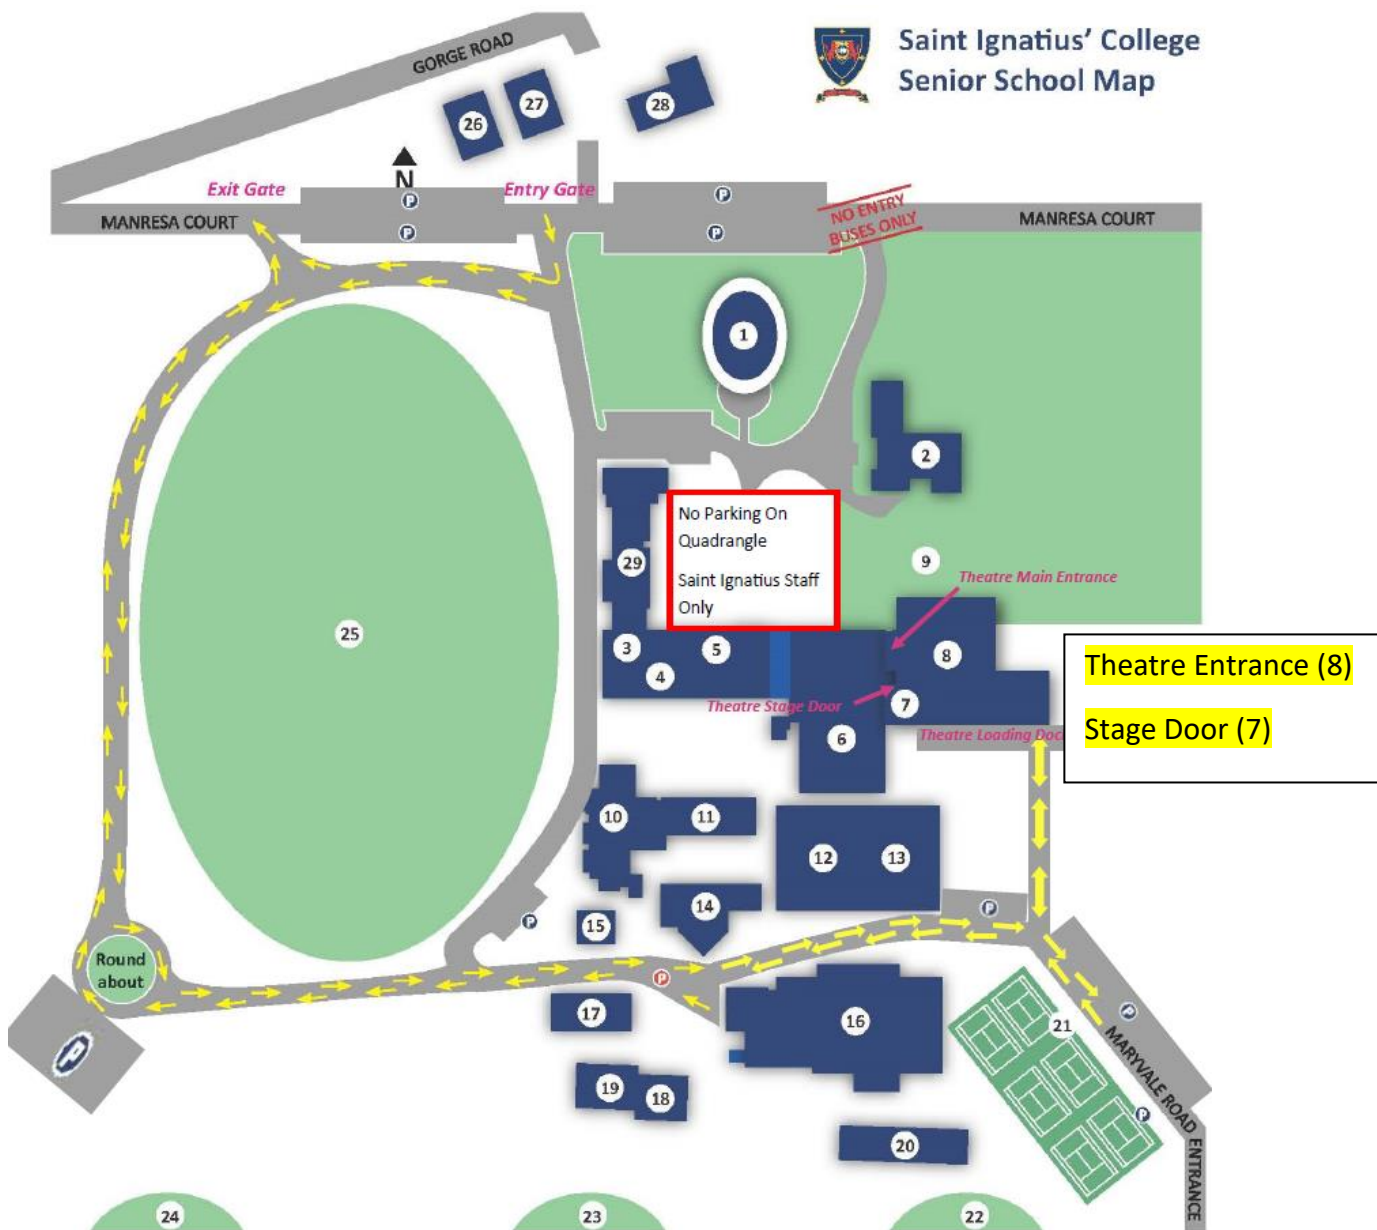 Saint Ignatius' College
Senior School Map
GORGE ROAD
26
27
28
N
Exit Gate
Entry Gate
P
P
P
P
MANRESA COURT
NO ENTRY
BUSES ONLY
MANRESA COURT
1
2
No Parking On
Quadrangle
Saint Ignatius Staff
Only
29
9
Theatre Main Entrance
25
3
4
5
8
Theatre Entrance (8)
Stage Door (7)
Theatre Stage Door
7
6
Theatre Loading Doc
10
11
12
13
14
15
P
P
Round
about
P
P
17
16
21
P
P
MARYVALE ROAD
ENTRANCE
19
18
20
24
23
22